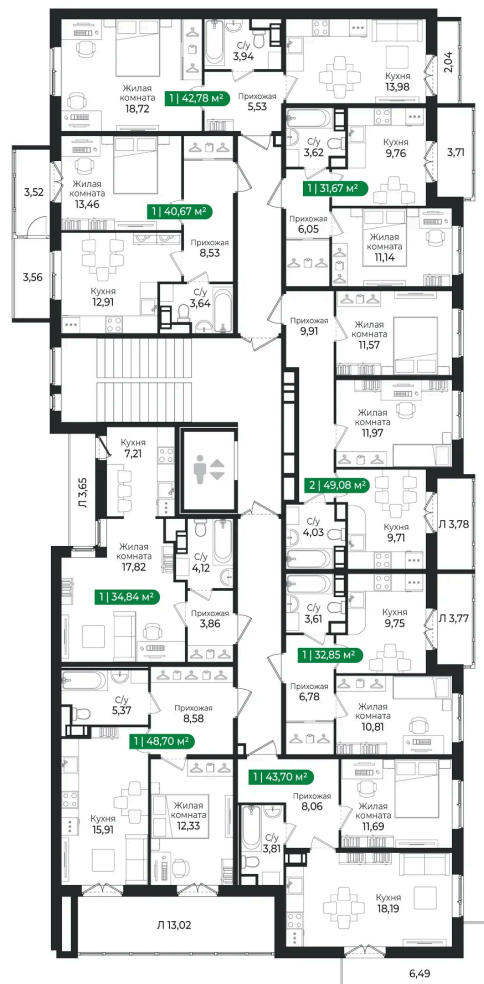 С/у
3,94
Кухня
13,98
2,04
Жилая
комната
18,72
1 | 42,78 м²
Прихожая
5,53
С/у
3,62
Кухня
9,76
3,71
3,52
Жилая
комната
13,46
1 | 31,67 м²
1 | 40,67 м²
6,05
Прихожая
Жилая
комната
11,14
Прихожая
8,53
3,56
Кухня
12,91
С/у
3,64
Прихожая
9,91
Жилая
комната
11,57
Жилая
комната
11,97
Кухня
7,21
Л 3,65
2 | 49,08 м²
С/у
4,03
Кухня
9,71
Л 3,78
17,82
Жилая
комната
С/у
4,12
1 | 34,84 м²
Прихожая
3,86
С/у
3,61
Кухня
9,75
Л 3,77
1 | 32,85 м²
С/у
5,37
Прихожая
8,58
Прихожая
6,78
Жилая
комната
10,81
1 | 48,70 м²
1 | 43,70 м²
Кухня
15,91
Жилая
комната
12,33
Прихожая
8,06
Жилая
комната
11,69
С/у
3,81
Кухня
18,19
Л 13,02
6,49